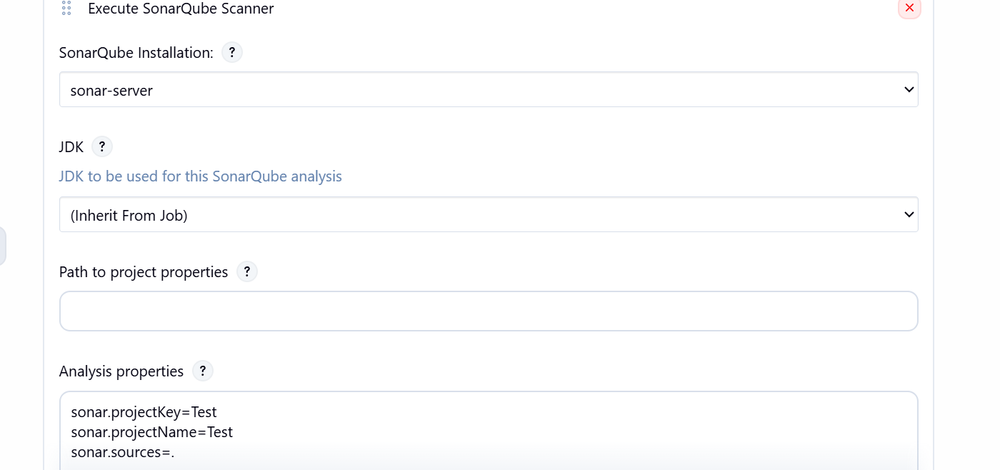 Execute SonarQube Scanner
SonarQube Installation: ?
sonar-server
JDK ?
JDK to be used for this SonarQube analysis
(Inherit From Job)
Path to project properties ?
Analysis properties ?
sonar.projectKey=Test
sonar.projectName=Test
sonar.sources=.